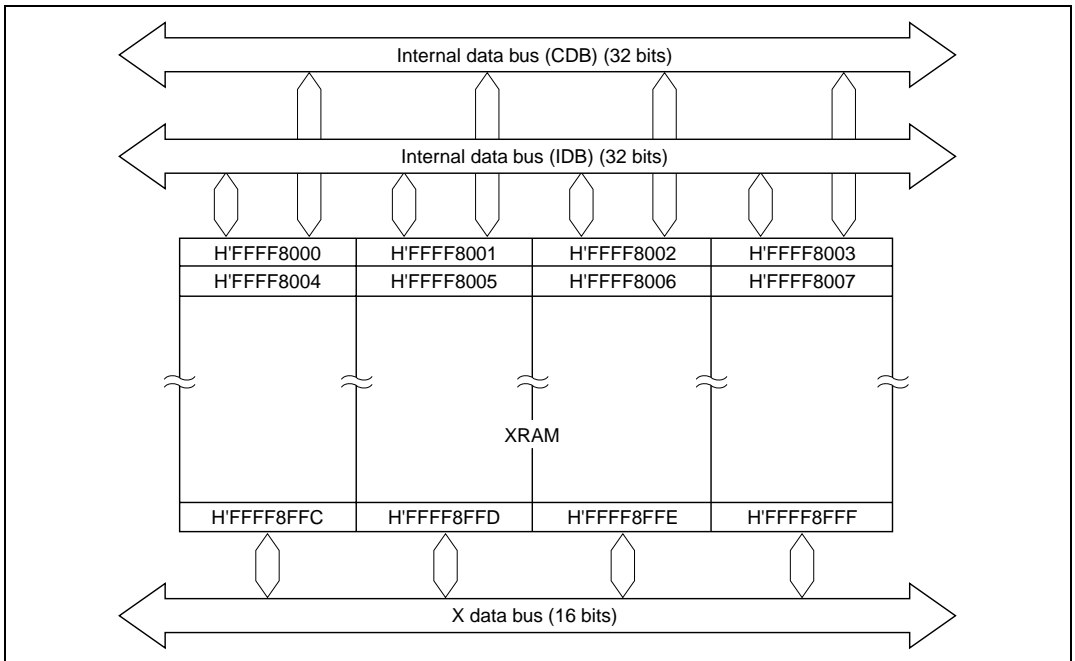 Internal data bus (CDB) (32 bits)
Internal data bus (IDB) (32 bits)
H'FFFF8000 H'FFFF8001 H'FFFF8002 H'FFFF8003
H'FFFF8004 H'FFFF8005 H'FFFF8006 H'FFFF8007
XRAM
H'FFFF8FFC H'FFFF8FFD H'FFFF8FFE H'FFFF8FFF
X data bus (16 bits)